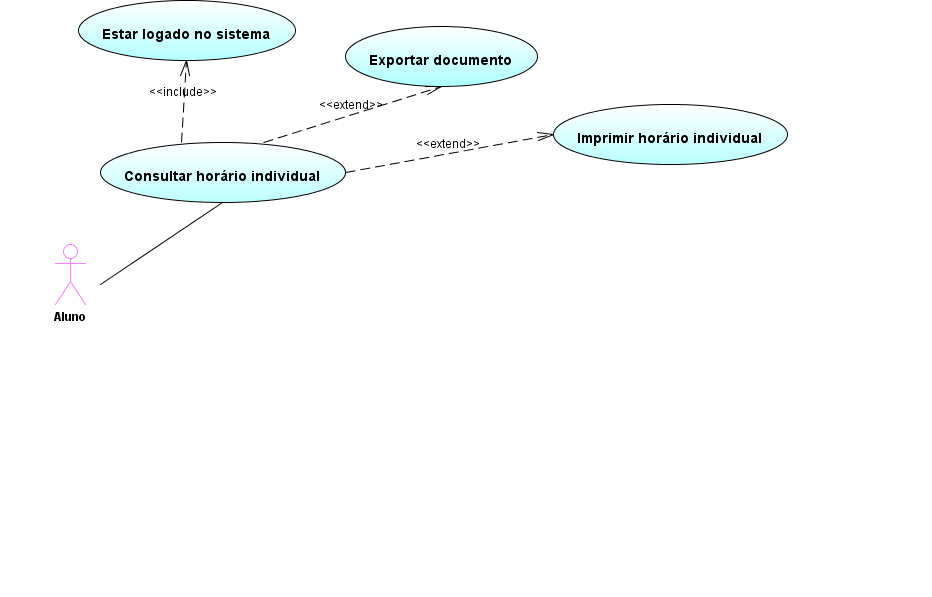 Estar logado no sistema
Exportar documento
<<include>>
<<extend>>
Imprimir horário individual
<<extend>>
Consultar horário individual
Aluno